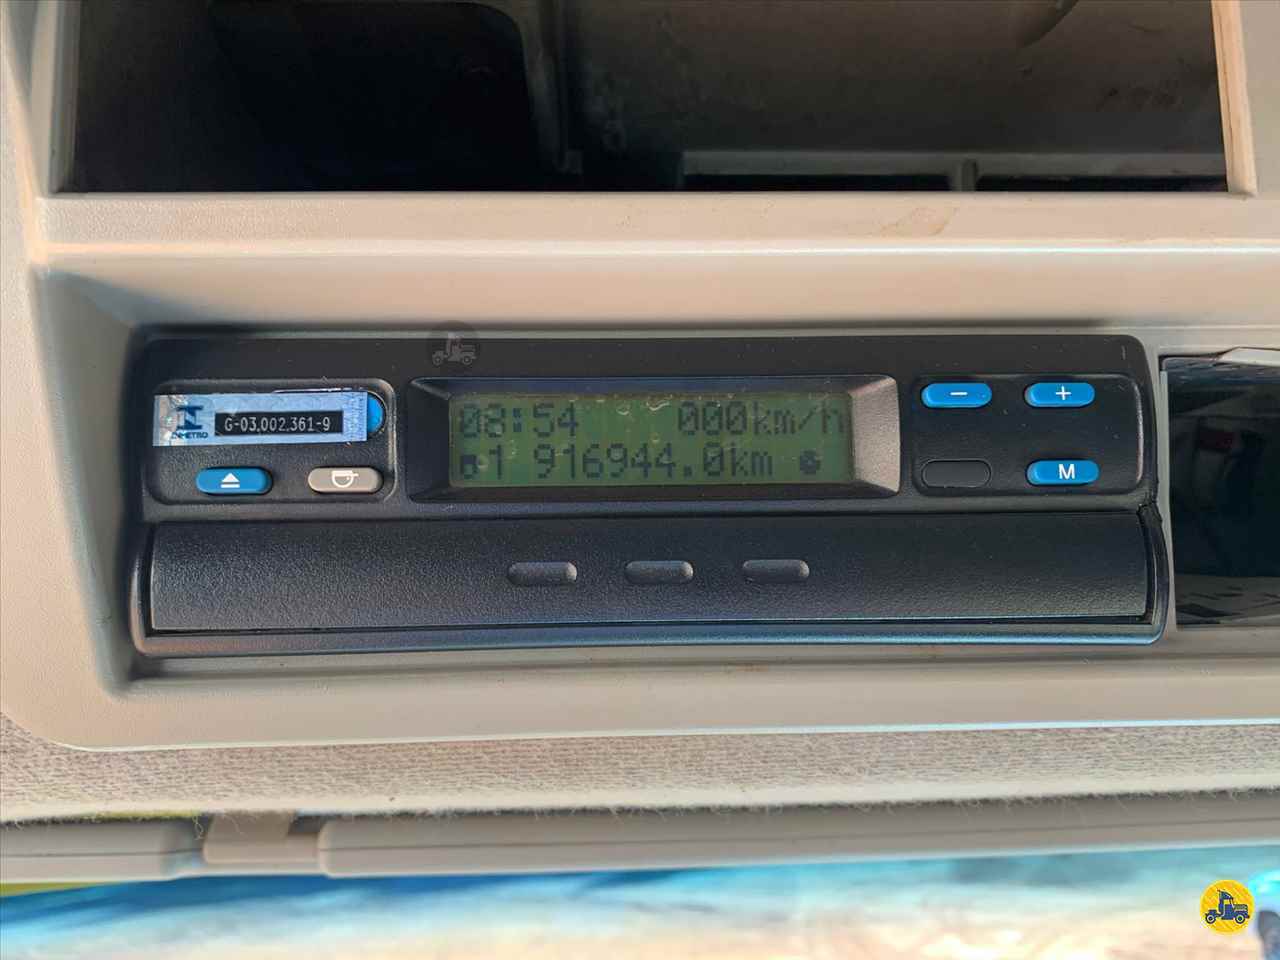 INMETRO
G-03.002.361-9
08:54 000km/h
1 916944.0km
− +
M